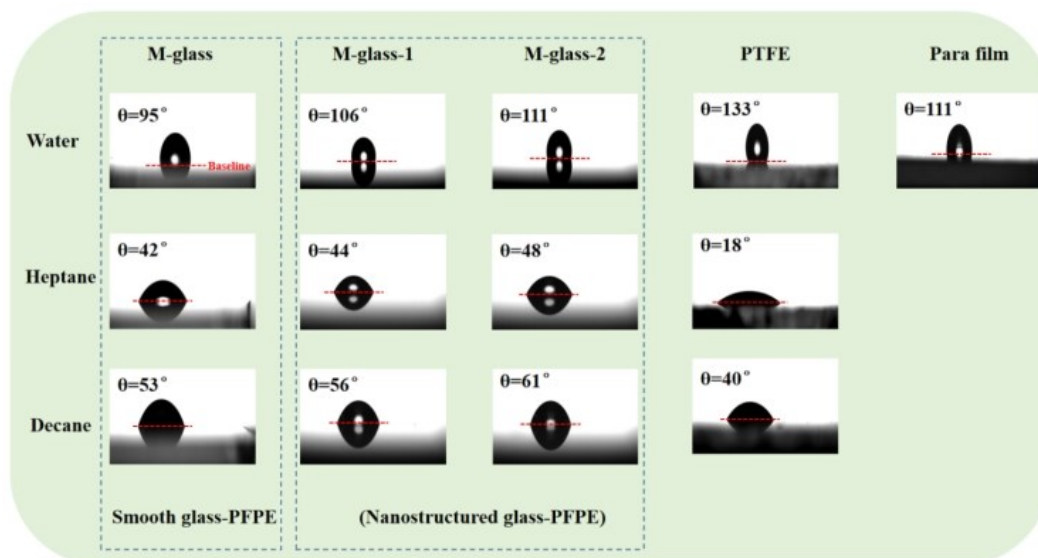 M-glass M-glass-1 M-glass-2 PTFE Para film
Water θ=95° θ=106° θ=111° θ=133° θ=111°
Baseline
Heptane θ=42° θ=44° θ=48° θ=18°
Decane θ=53° θ=56° θ=61° θ=40°
Smooth glass-PFPE (Nanostructured glass-PFPE)